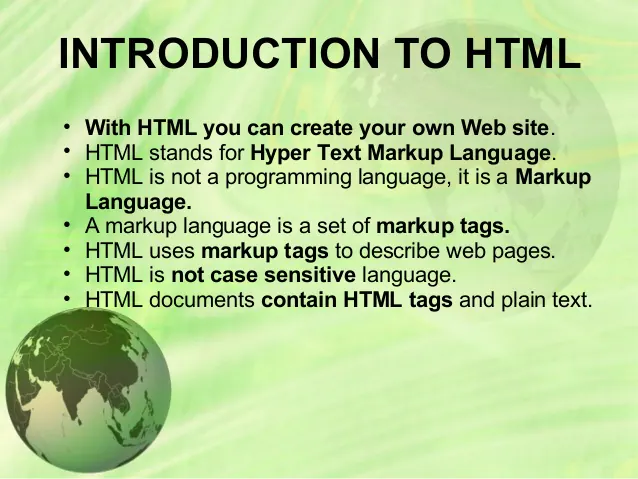 INTRODUCTION TO HTML
• With HTML you can create your own Web site.
• HTML stands for Hyper Text Markup Language.
• HTML is not a programming language, it is a Markup
Language.
• A markup language is a set of markup tags.
• HTML uses markup tags to describe web pages.
• HTML is not case sensitive language.
• HTML documents contain HTML tags and plain text.